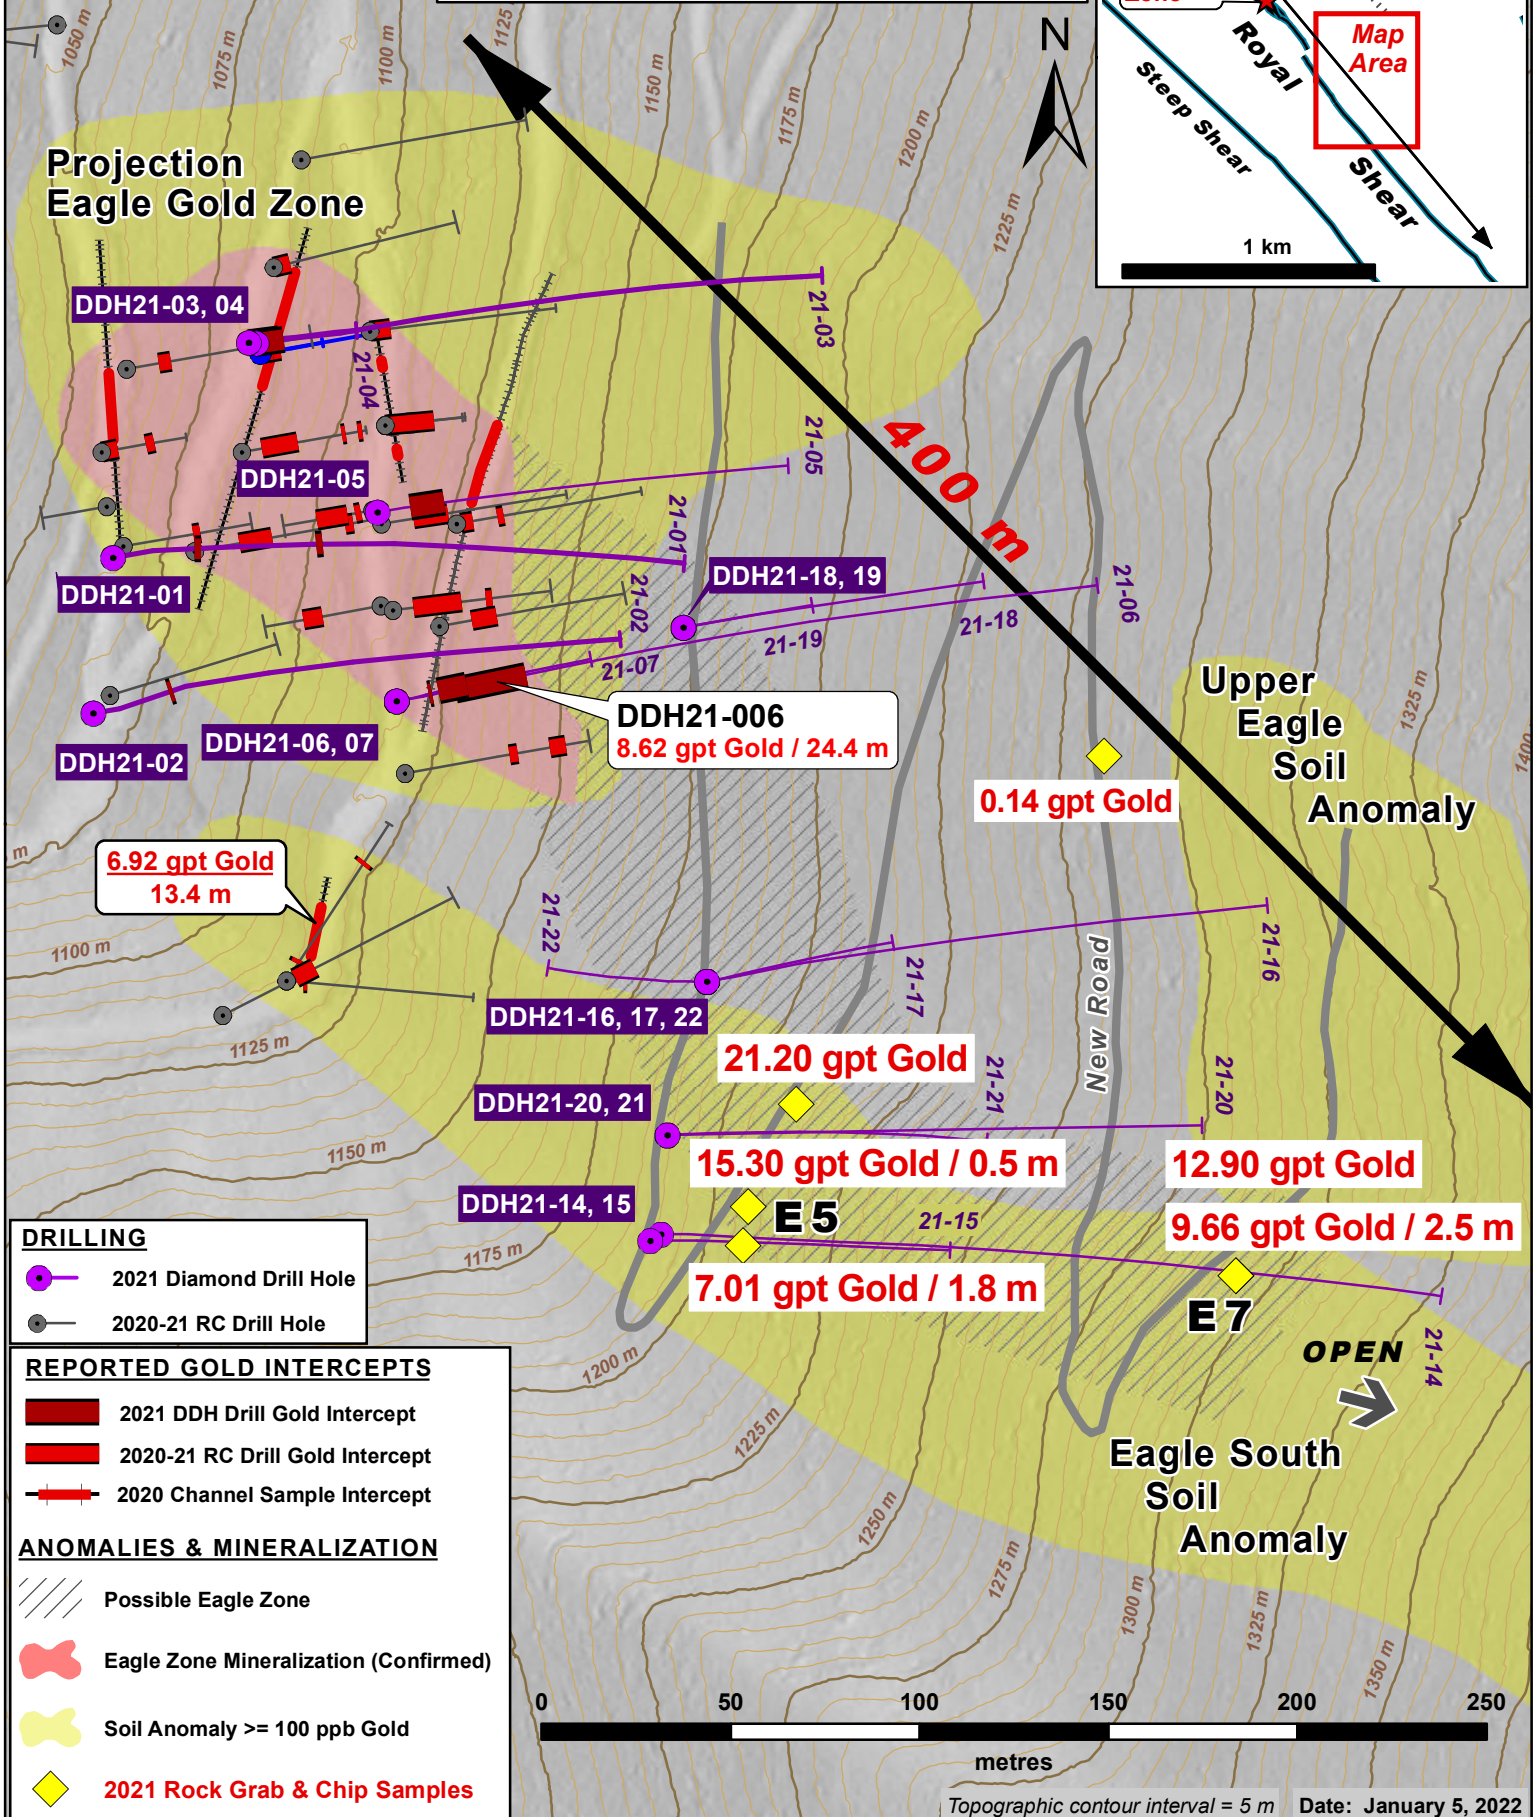 1050 m
1075 m
1100 m
1125
1150 m
1175 m
1200 m
1225 m
N
Zone
Royal
Shear
Steep Shear
Map
Area
1 km
Projection
Eagle Gold Zone
DDH21-03, 04
21-03
21-04
DDH21-05
21-05
21-01
DDH21-01
DDH21-18, 19
21-02
21-06
21-18
21-19
21-07
DDH21-02
DDH21-06, 07
DDH21-006
8.62 gpt Gold / 24.4 m
400 m
Upper
Eagle
Soil
Anomaly
1325 m
1400
0.14 gpt Gold
m
6.92 gpt Gold
13.4 m
1100 m
1125 m
1150 m
1175 m
1200 m
1225 m
1250 m
1275 m
1300 m
1325 m
1350 m
21-22
21-17
21-16
New Road
DDH21-16, 17, 22
21.20 gpt Gold
DDH21-20, 21
21-21
21-20
15.30 gpt Gold / 0.5 m
12.90 gpt Gold
DDH21-14, 15
E 5
21-15
9.66 gpt Gold / 2.5 m
7.01 gpt Gold / 1.8 m
E 7
OPEN
21-14
Eagle South
Soil
Anomaly
DRILLING
2021 Diamond Drill Hole
2020-21 RC Drill Hole
REPORTED GOLD INTERCEPTS
2021 DDH Drill Gold Intercept
2020-21 RC Drill Gold Intercept
2020 Channel Sample Intercept
ANOMALIES & MINERALIZATION
Possible Eagle Zone
Eagle Zone Mineralization (Confirmed)
Soil Anomaly >= 100 ppb Gold
2021 Rock Grab & Chip Samples
0 50 100 150 200 250
metres
Topographic contour interval = 5 m
Date: January 5, 2022